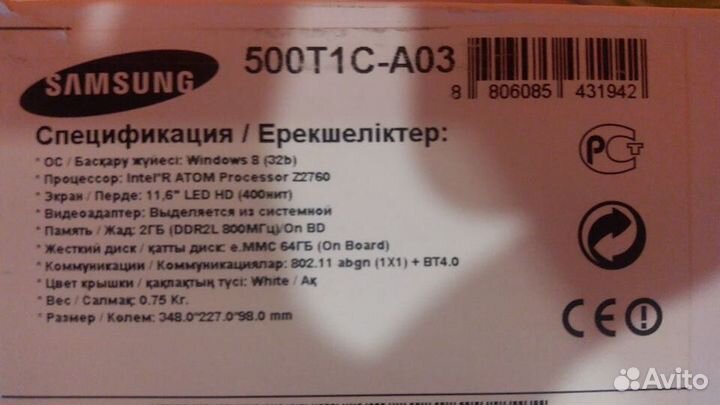 SAMSUNG
500T1C-A03
8 806085 431942
Спецификация / Ерекшеліктер:
* ОС / Басқару жүйесі: Windows 8 (32b)
* Процессор: Intel'R ATOM Processor Z2760
* Экран / Перде: 11,6" LED HD (400нит)
* Видеоадаптер: Выделяется из системной
* Память / Жад: 2ГБ (DDR2L 800МГц)/On BD
* Жесткий диск / қатты диск: e.MMC 64ГБ (On Board)
* Коммуникации / Коммуникациялар: 802.11 abgn (1X1) + BT4.0
* Цвет крышки / қақпақтың түсі: White / Ақ
* Вес / Салмақ: 0.75 Кг.
* Размер / Колем: 348.0*227.0*98.0 mm
РСТ
CE
Avito